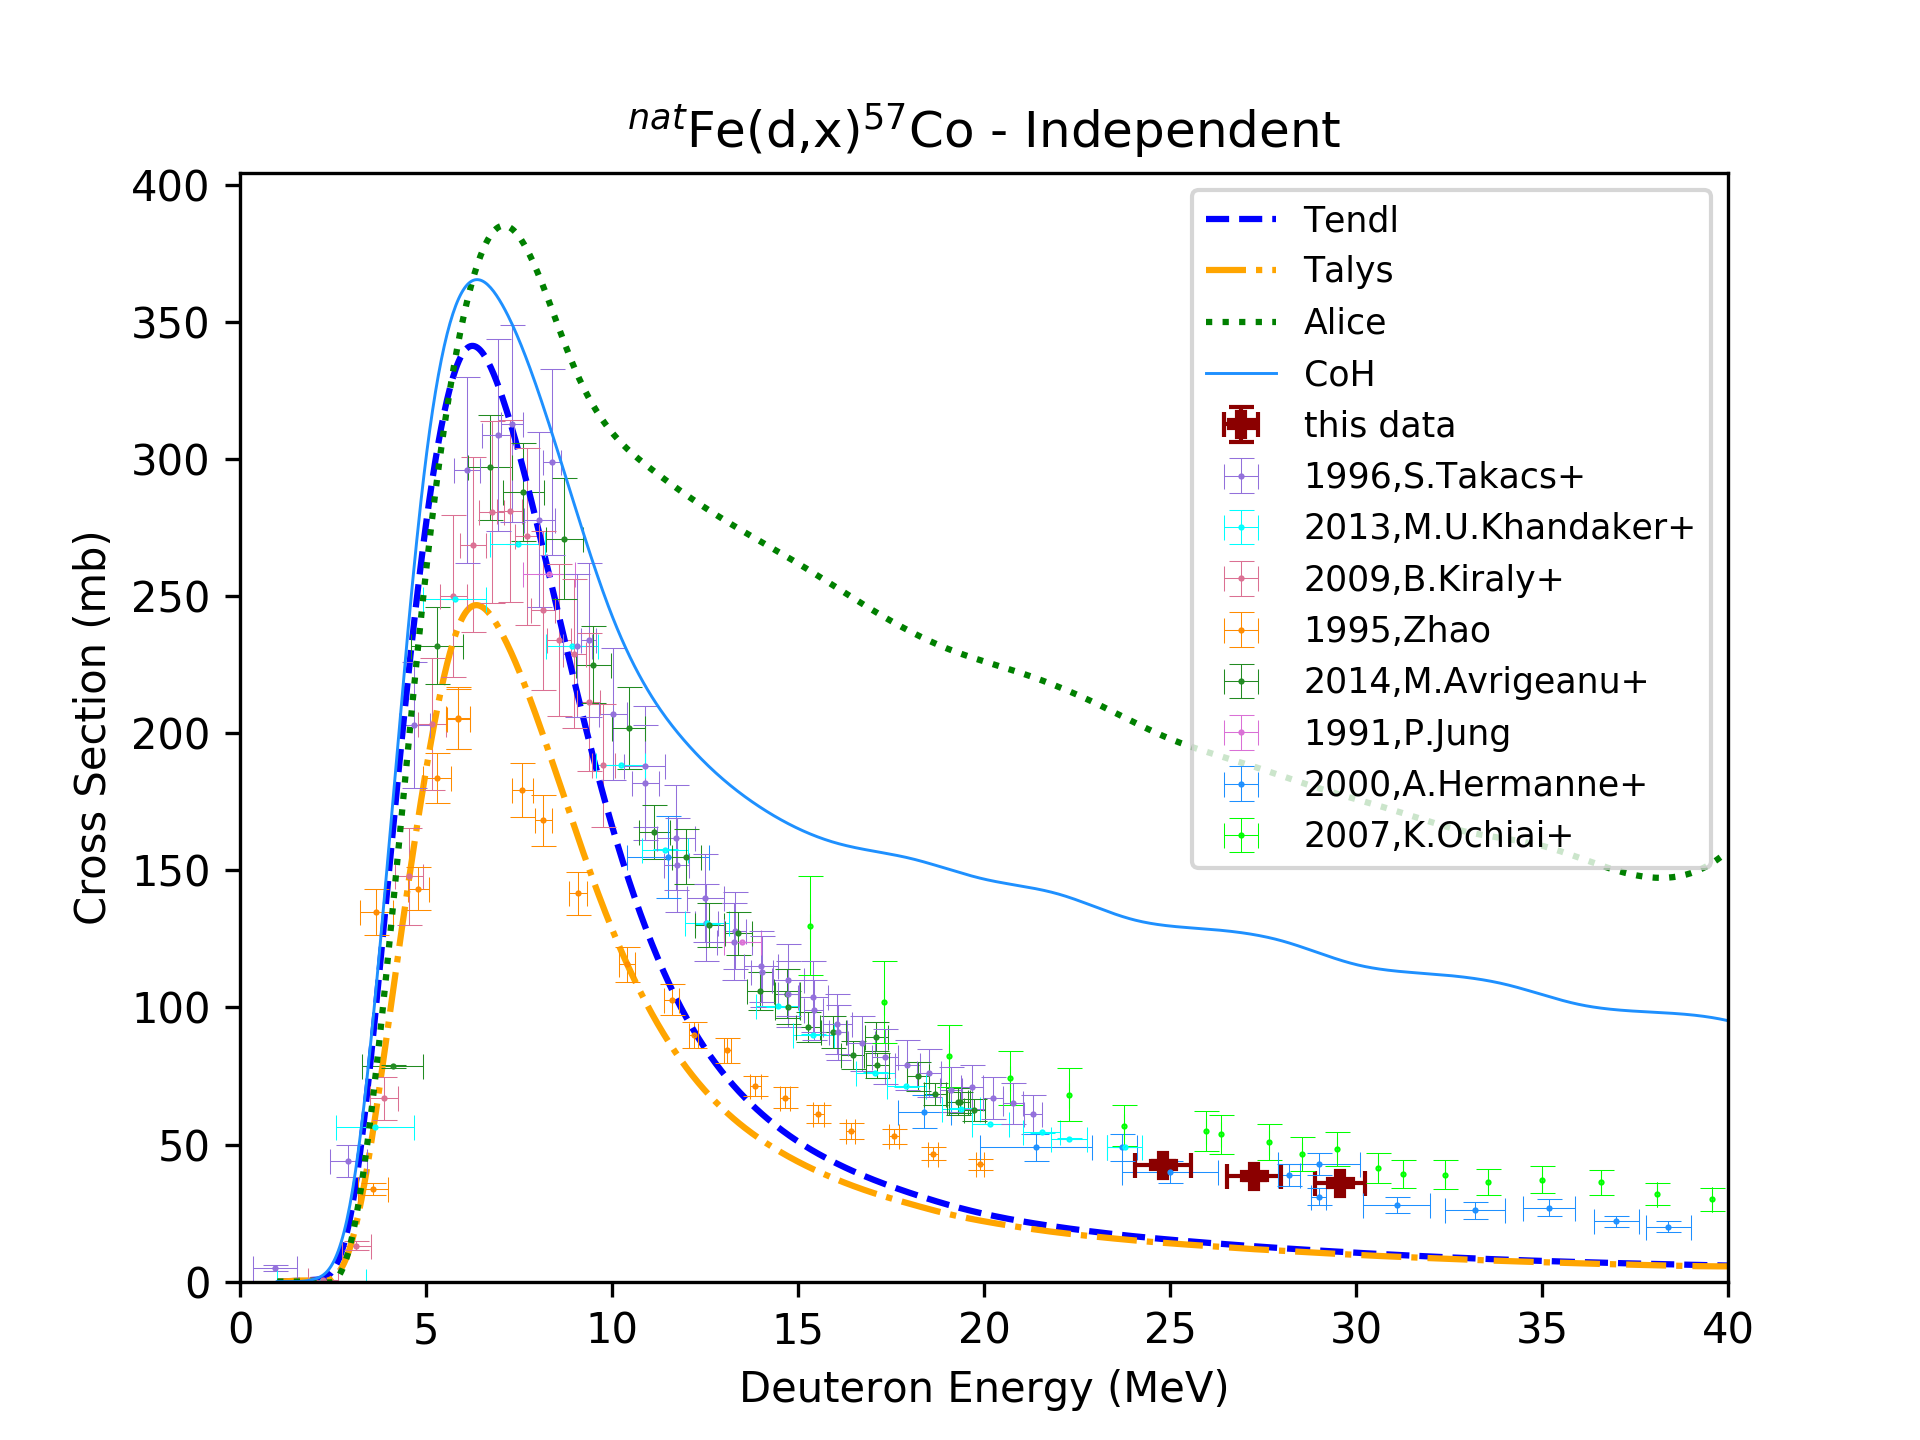 natFe(d,x)57Co - Independent
Cross Section (mb)
400
350
300
250
200
150
100
50
0
0 5 10 15 20 25 30 35 40
Deuteron Energy (MeV)
Tendl
Talys
Alice
CoH
this data
1996,S.Takacs+
2013,M.U.Khandaker+
2009,B.Kiraly+
1995,Zhao
2014,M.Avrigeanu+
1991,P.Jung
2000,A.Hermanne+
2007,K.Ochiai+